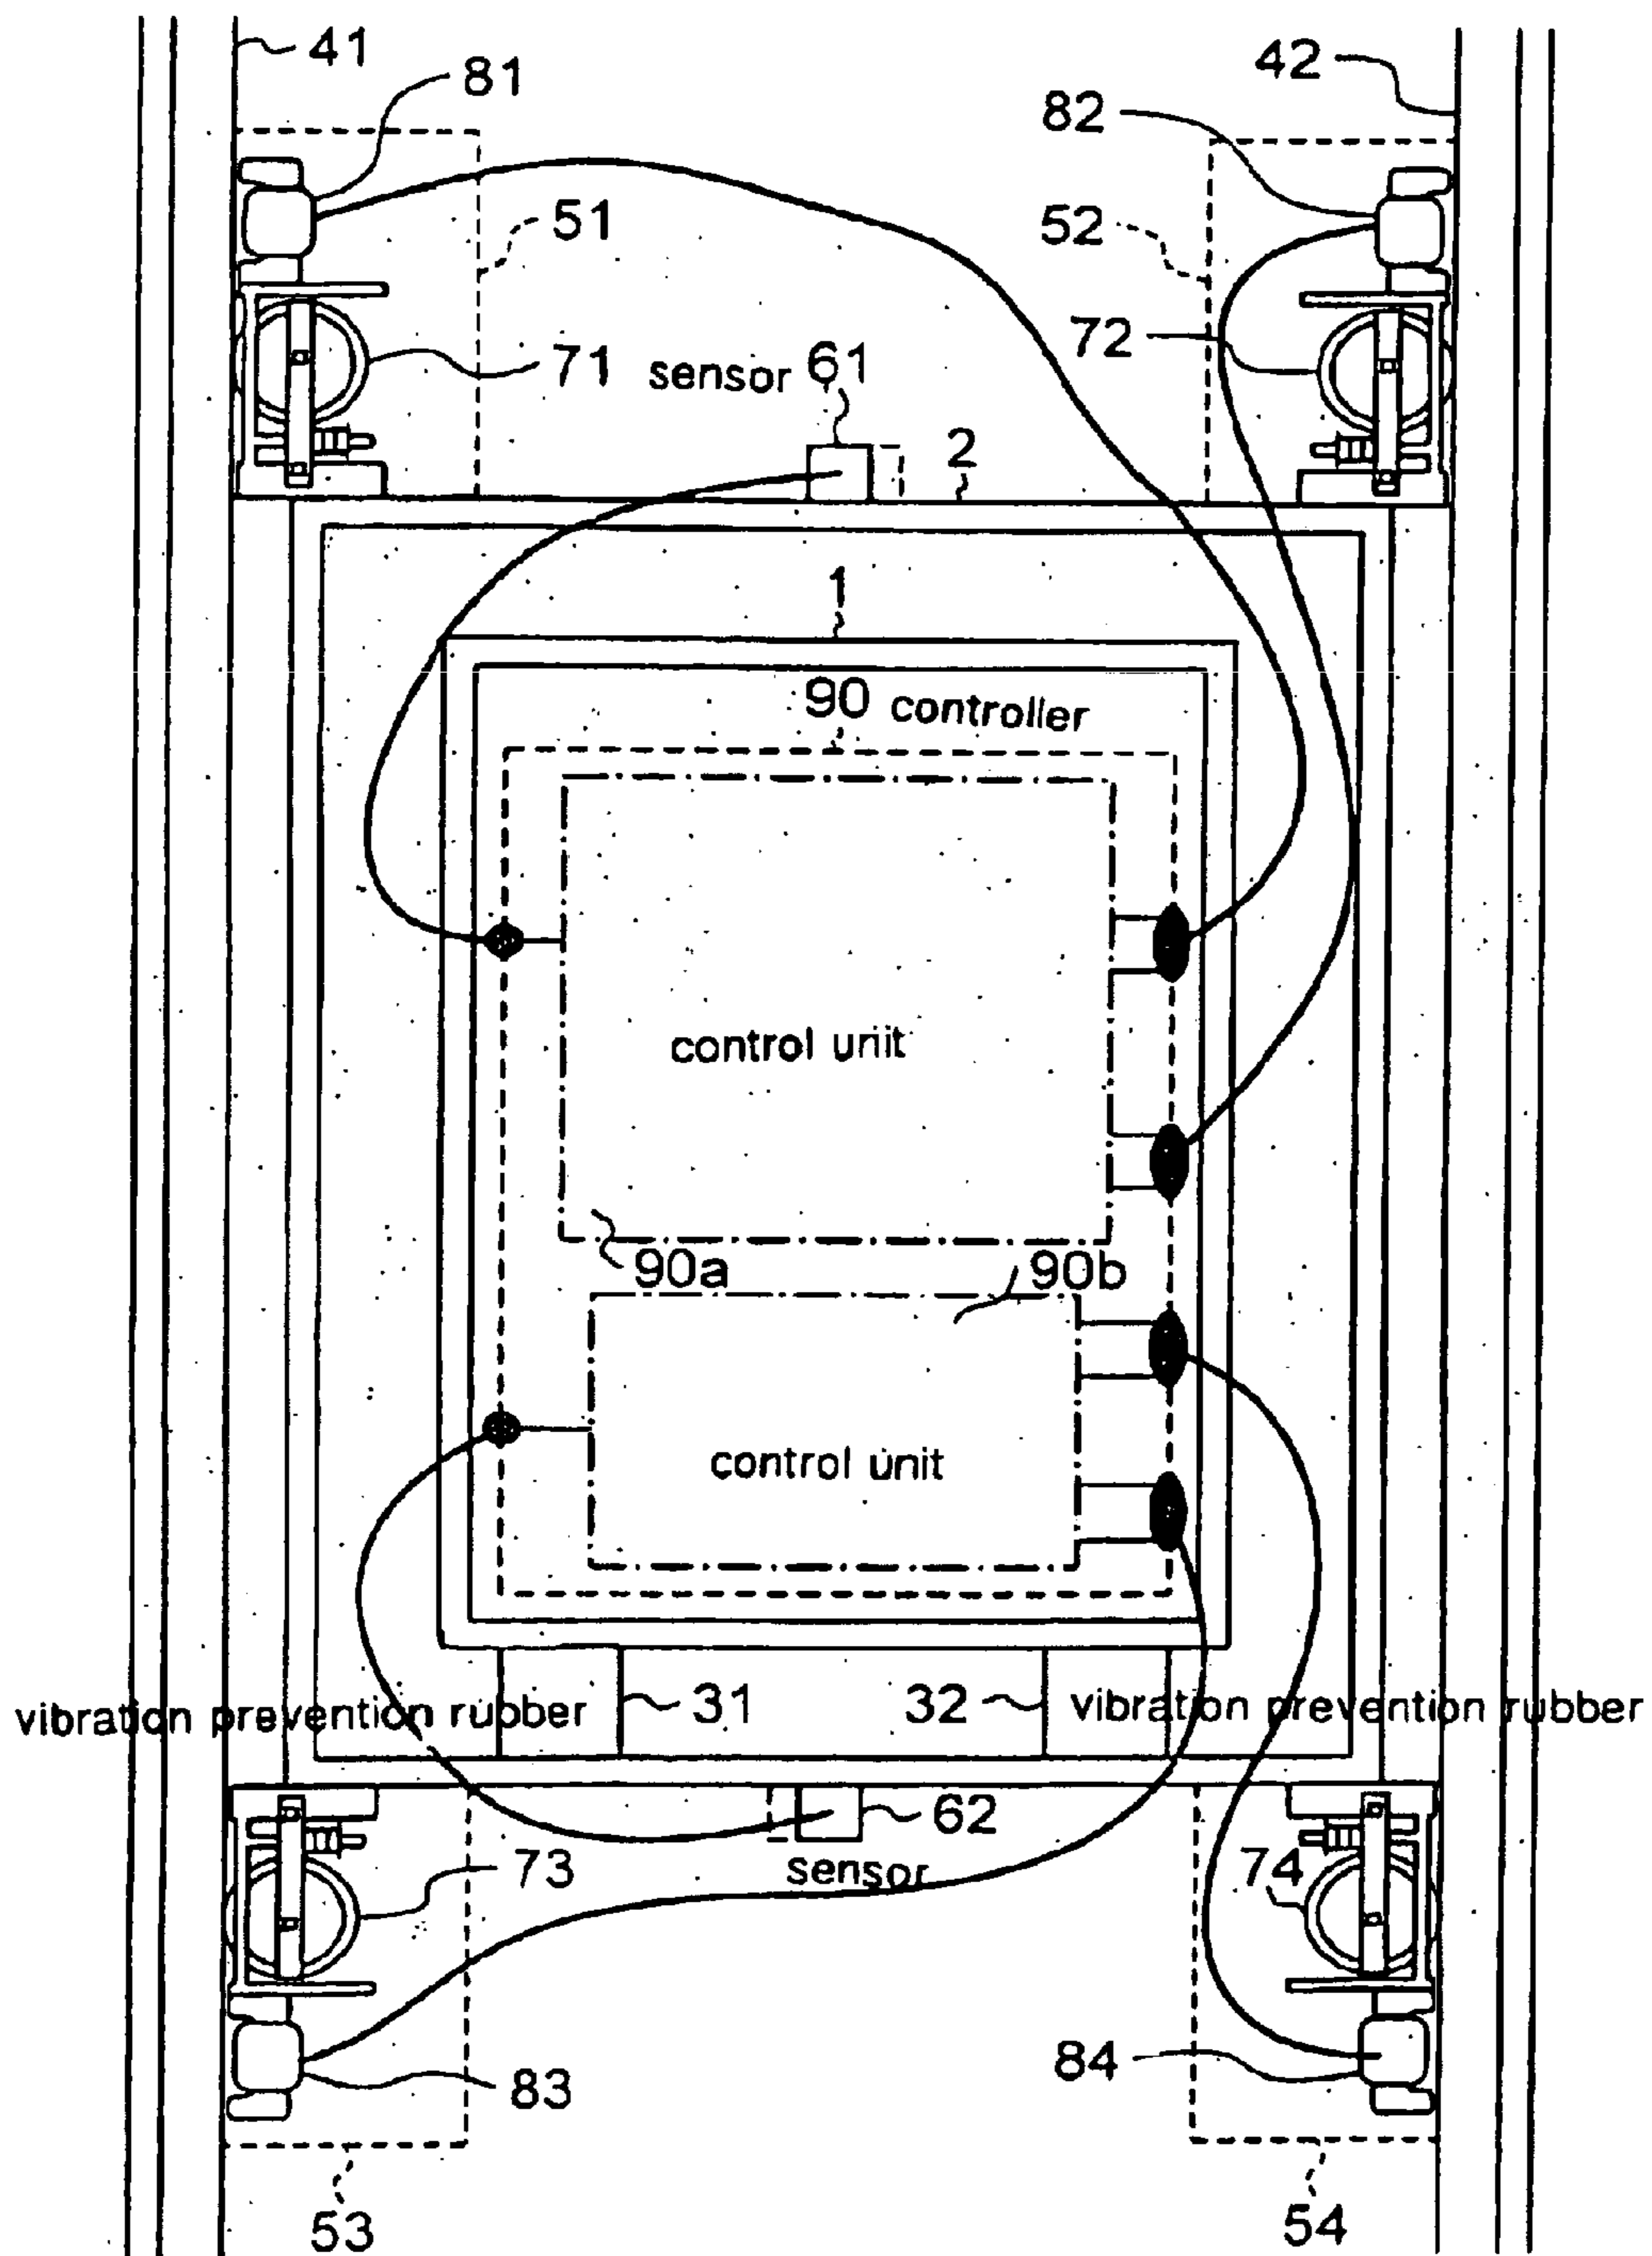 41
81
42
82
51
52
71
sensor 61
72
2
1
90 controller
control unit
90a
90b
control unit
vibration prevention rubber
31
32
vibration prevention rubber
62
sensor
73
74
83
84
53
54